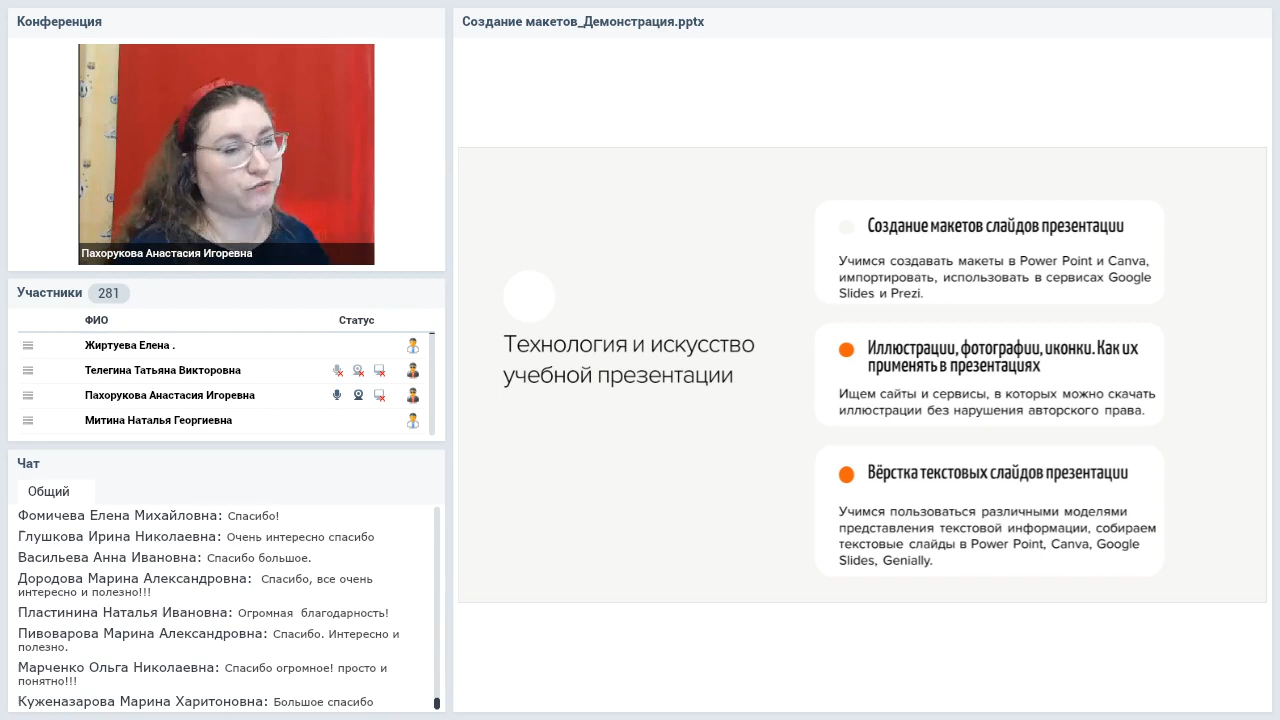 Конференция
Пахорукова Анастасия Игоревна
Участники 281
ФИО Статус
Жиртуева Елена .
Телегина Татьяна Викторовна
Пахорукова Анастасия Игоревна
Митина Наталья Георгиевна
Чат
Общий
Фомичева Елена Михайловна: Спасибо!
Глушкова Ирина Николаевна: Очень интересно спасибо
Васильева Анна Ивановна: Спасибо большое.
Дородова Марина Александровна: Спасибо, все очень
интересно и полезно!!!
Пластинина Наталья Ивановна: Огромная благодарность!
Пивоварова Марина Александровна: Спасибо. Интересно и
полезно.
Марченко Ольга Николаевна: Спасибо огромное! просто и
понятно!!!
Куженазарова Марина Харитоновна: Большое спасибо
Создание макетов_Демонстрация.pptx
Технология и искусство
учебной презентации
Создание макетов слайдов презентации
Учимся создавать макеты в Power Point и Canva,
импортировать, использовать в сервисах Google
Slides и Prezi.
Иллюстрации, фотографии, иконки. Как их
применять в презентациях
Ищем сайты и сервисы, в которых можно скачать
иллюстрации без нарушения авторского права.
Вёрстка текстовых слайдов презентации
Учимся пользоваться различными моделями
представления текстовой информации, собираем
текстовые слайды в Power Point, Canva, Google
Slides, Genially.